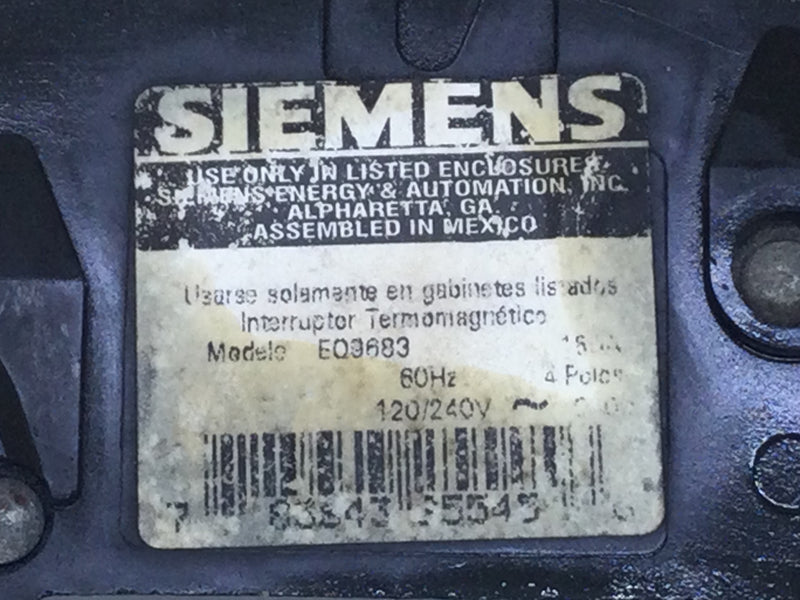 SIEMENS
USE ONLY IN LISTED ENCLOSURES
SIEMENS ENERGY & AUTOMATION, INC.
ALPHARETTA, GA
ASSEMBLED IN MEXICO
Usarse solamente en gabinetes listados
Interruptor Termomagnético
Modelo EQ9683
60Hz 4 Polos
120/240V ~